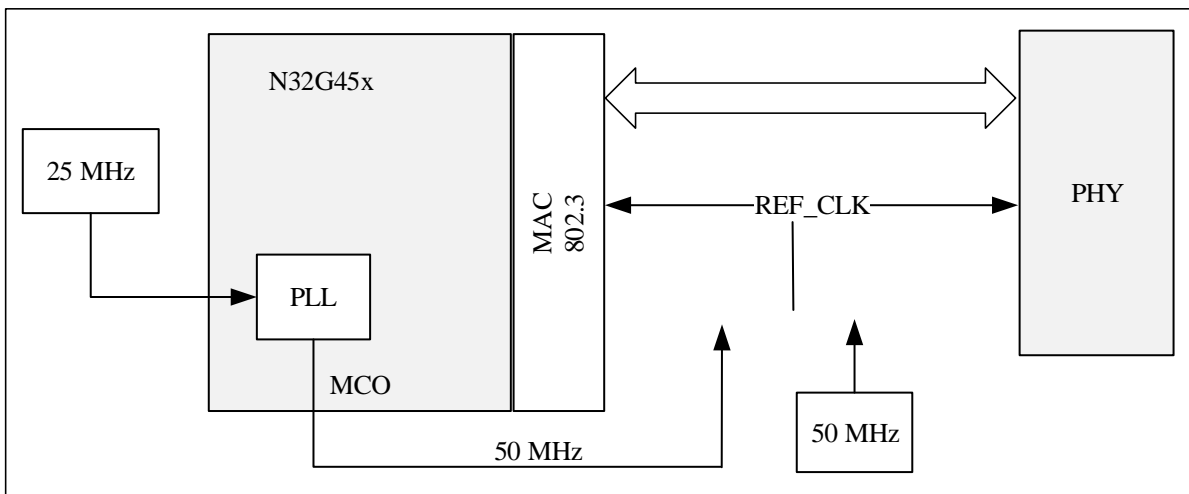 N32G45x
25 MHz
MAC
802.3
PHY
REF_CLK
PLL
MCO
50 MHz
50 MHz